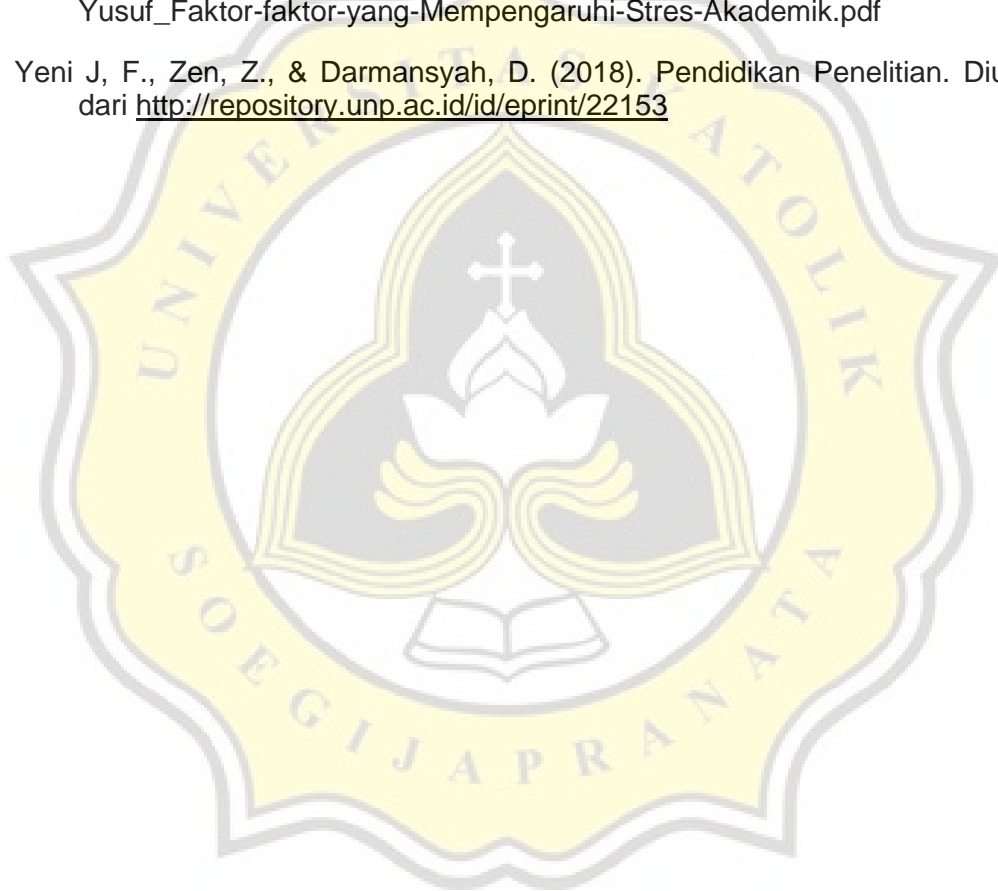 Yusuf_Faktor-faktor-yang-Mempengaruhi-Stres-Akademik.pdf
Yeni J, F., Zen, Z., & Darmansyah, D. (2018). Pendidikan Penelitian.
dari http://repository.unp.ac.id/id/eprint/22153
UNIVERSITAS KATOLIK
SOEGIJAPRANATA